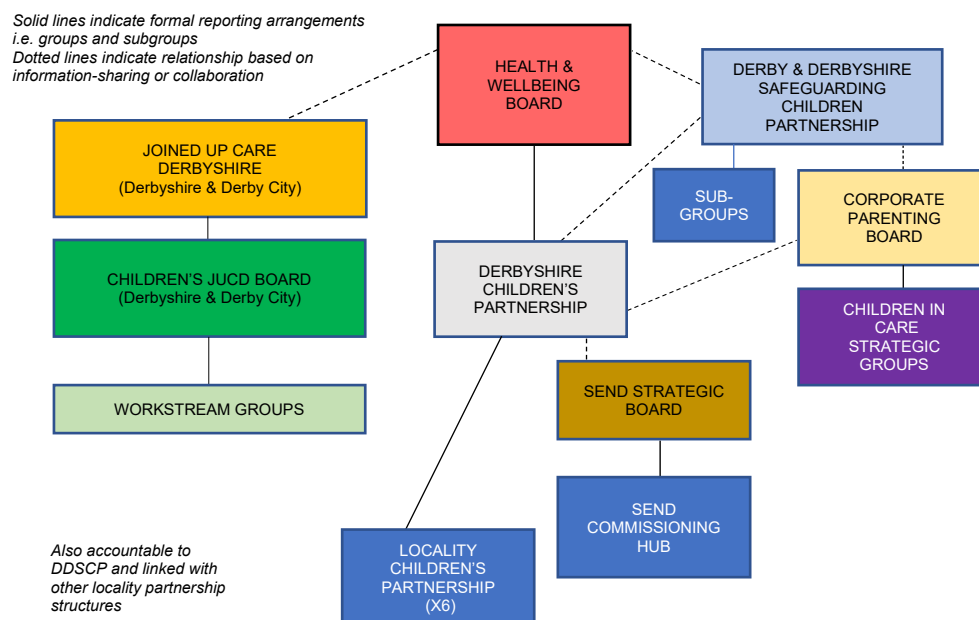 Solid lines indicate formal reporting arrangements
i.e. groups and subgroups
Dotted lines indicate relationship based on
information-sharing or collaboration
HEALTH &
WELLBEING
BOARD
DERBY & DERBYSHIRE
SAFEGUARDING
CHILDREN
PARTNERSHIP
JOINED UP CARE
DERBYSHIRE
(Derbyshire & Derby City)
SUB-
GROUPS
CORPORATE
PARENTING
BOARD
CHILDREN'S JUCD BOARD
(Derbyshire & Derby City)
DERBYSHIRE
CHILDREN'S
PARTNERSHIP
CHILDREN IN
CARE
STRATEGIC
GROUPS
WORKSTREAM GROUPS
SEND STRATEGIC
BOARD
SEND
COMMISSIONING
HUB
LOCALITY
CHILDREN'S
PARTNERSHIP
(X6)
Also accountable to
DDSCP and linked with
other locality partnership
structures